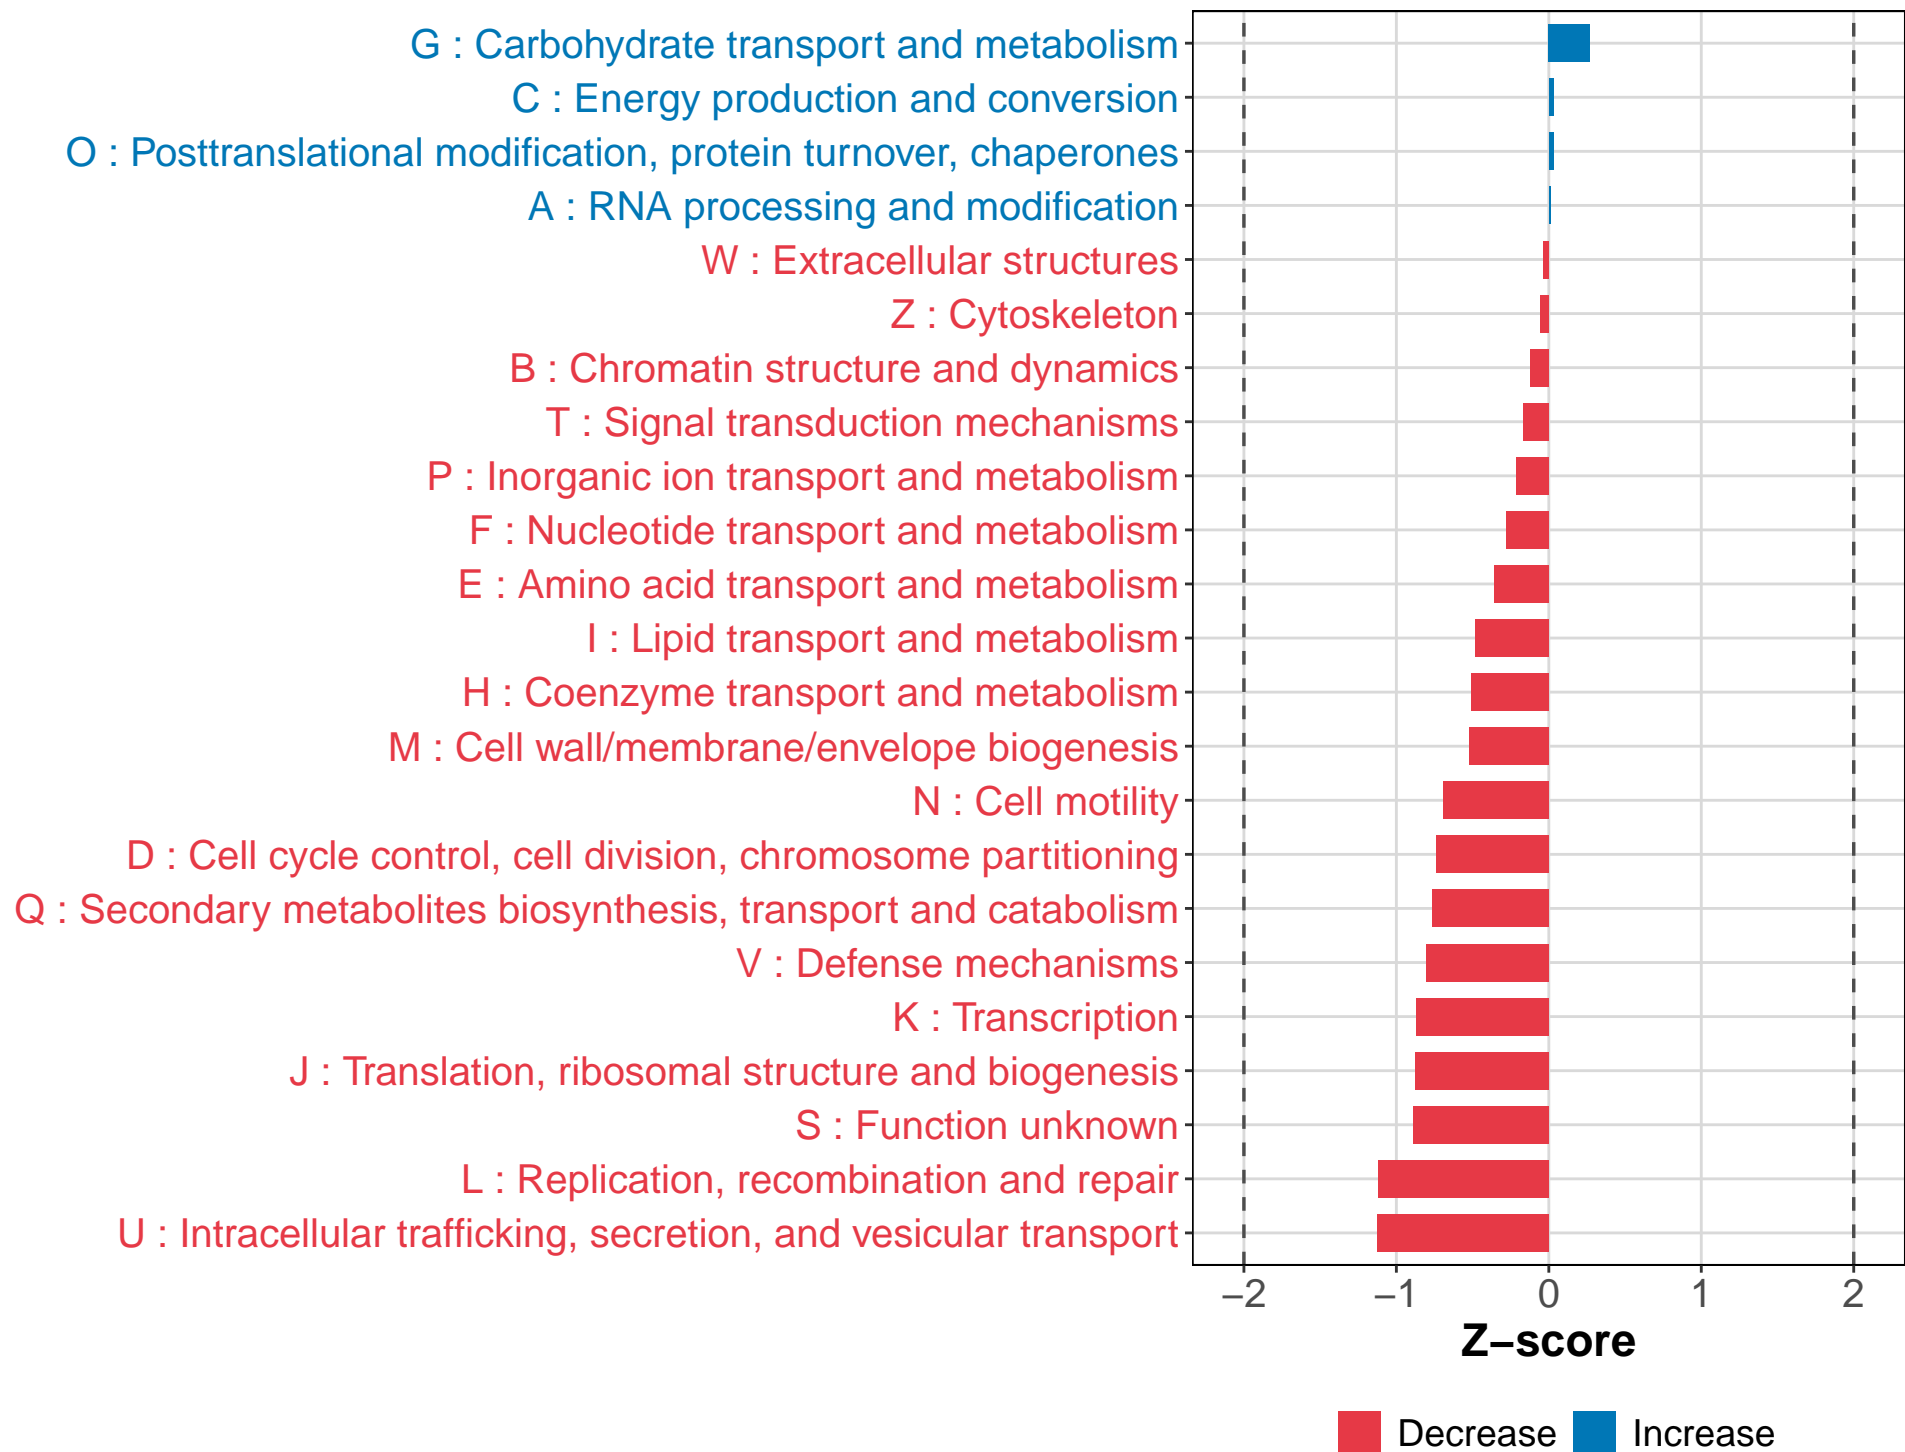 G : Carbohydrate transport and metabolism
C : Energy production and conversion
O : Posttranslational modification, protein turnover, chaperones
A : RNA processing and modification
W : Extracellular structures
Z : Cytoskeleton
B : Chromatin structure and dynamics
T : Signal transduction mechanisms
P : Inorganic ion transport and metabolism
F : Nucleotide transport and metabolism
E : Amino acid transport and metabolism
I : Lipid transport and metabolism
H : Coenzyme transport and metabolism
M : Cell wall/membrane/envelope biogenesis
N : Cell motility
D : Cell cycle control, cell division, chromosome partitioning
Q : Secondary metabolites biosynthesis, transport and catabolism
V : Defense mechanisms
K : Transcription
J : Translation, ribosomal structure and biogenesis
S : Function unknown
L : Replication, recombination and repair
U : Intracellular trafficking, secretion, and vesicular transport
−2 −1 0 1 2
Z−score
Decrease Increase